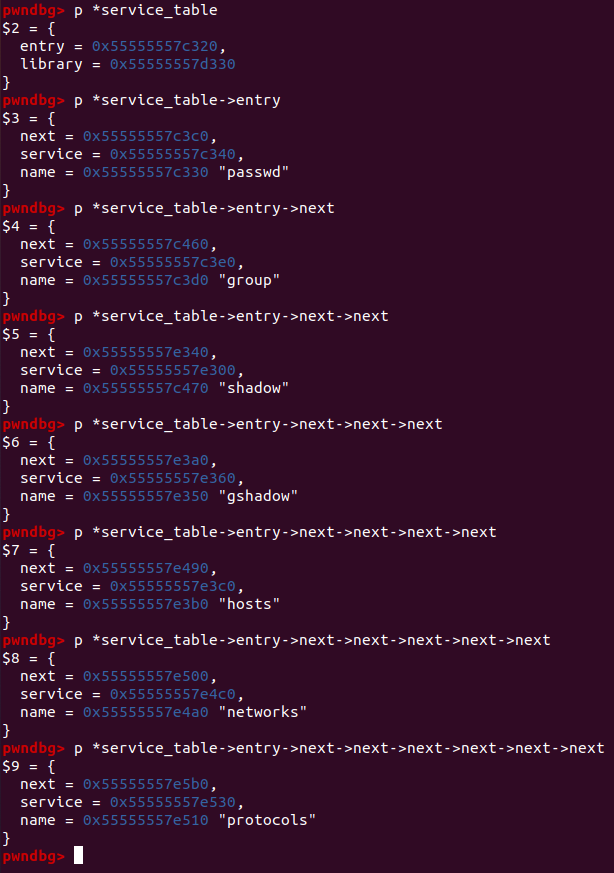 pwndbg> p *service_table
$2 = {
  entry = 0x55555557c320,
  library = 0x55555557d330
}
pwndbg> p *service_table->entry
$3 = {
  next = 0x55555557c3c0,
  service = 0x55555557c340,
  name = 0x55555557c330 "passwd"
}
pwndbg> p *service_table->entry->next
$4 = {
  next = 0x55555557c460,
  service = 0x55555557c3e0,
  name = 0x55555557c3d0 "group"
}
pwndbg> p *service_table->entry->next->next
$5 = {
  next = 0x55555557e340,
  service = 0x55555557e300,
  name = 0x55555557c470 "shadow"
}
pwndbg> p *service_table->entry->next->next->next
$6 = {
  next = 0x55555557e3a0,
  service = 0x55555557e360,
  name = 0x55555557e350 "gshadow"
}
pwndbg> p *service_table->entry->next->next->next->next
$7 = {
  next = 0x55555557e490,
  service = 0x55555557e3c0,
  name = 0x55555557e3b0 "hosts"
}
pwndbg> p *service_table->entry->next->next->next->next->next
$8 = {
  next = 0x55555557e500,
  service = 0x55555557e4c0,
  name = 0x55555557e4a0 "networks"
}
pwndbg> p *service_table->entry->next->next->next->next->next->next
$9 = {
  next = 0x55555557e5b0,
  service = 0x55555557e530,
  name = 0x55555557e510 "protocols"
}
pwndbg>